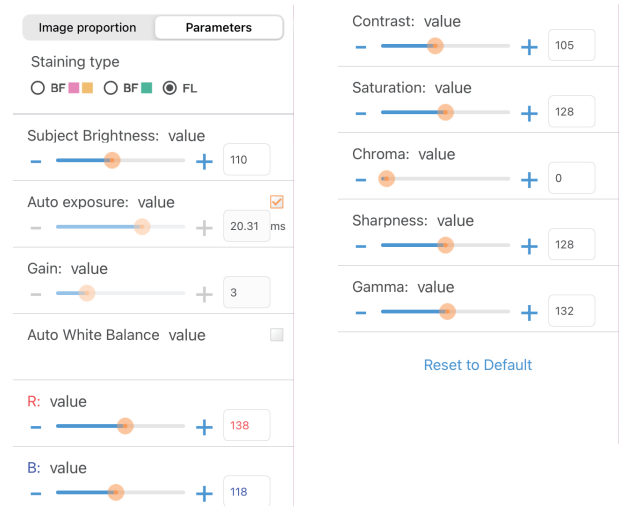 Image proportion Parameters
Staining type
BF BF FL
Subject Brightness: value
- + 110
Auto exposure: value
- + 20.31 ms
Gain: value
- + 3
Auto White Balance value
R: value
- + 138
B: value
- + 118
Contrast: value
- + 105
Saturation: value
- + 128
Chroma: value
- + 0
Sharpness: value
- + 128
Gamma: value
- + 132
Reset to Default